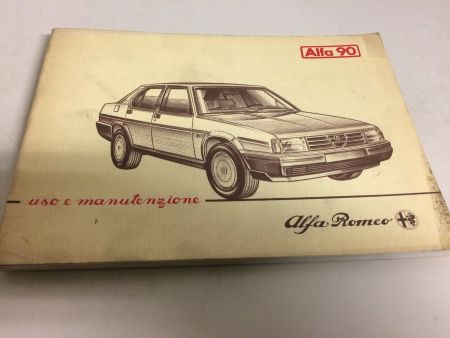 Alfa 90
uso e manutenzione
Alfa Romeo